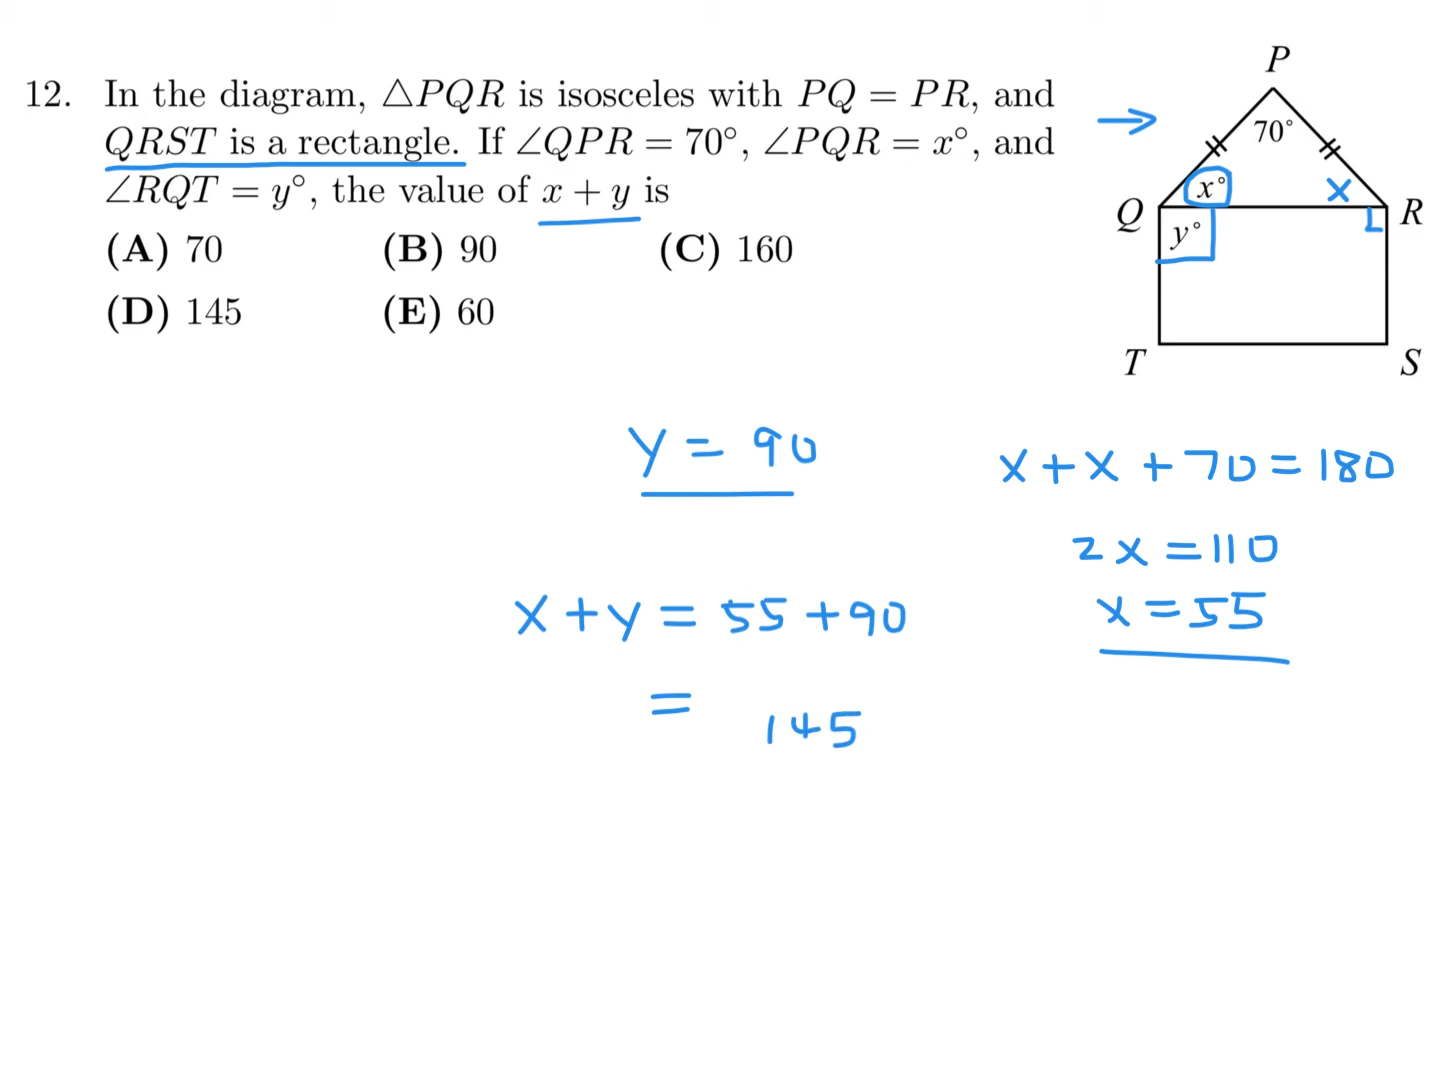 12. In the diagram, △PQR is isosceles with PQ = PR, and
QRST is a rectangle. If ∠QPR = 70°, ∠PQR = x°, and
∠RQT = y°, the value of x + y is
(A) 70 (B) 90 (C) 160
(D) 145 (E) 60
P
70°
x°
x
Q
R
y°
T
S
y = 90
x + x + 70 = 180
2x = 110
x = 55
x + y = 55 + 90
= 145